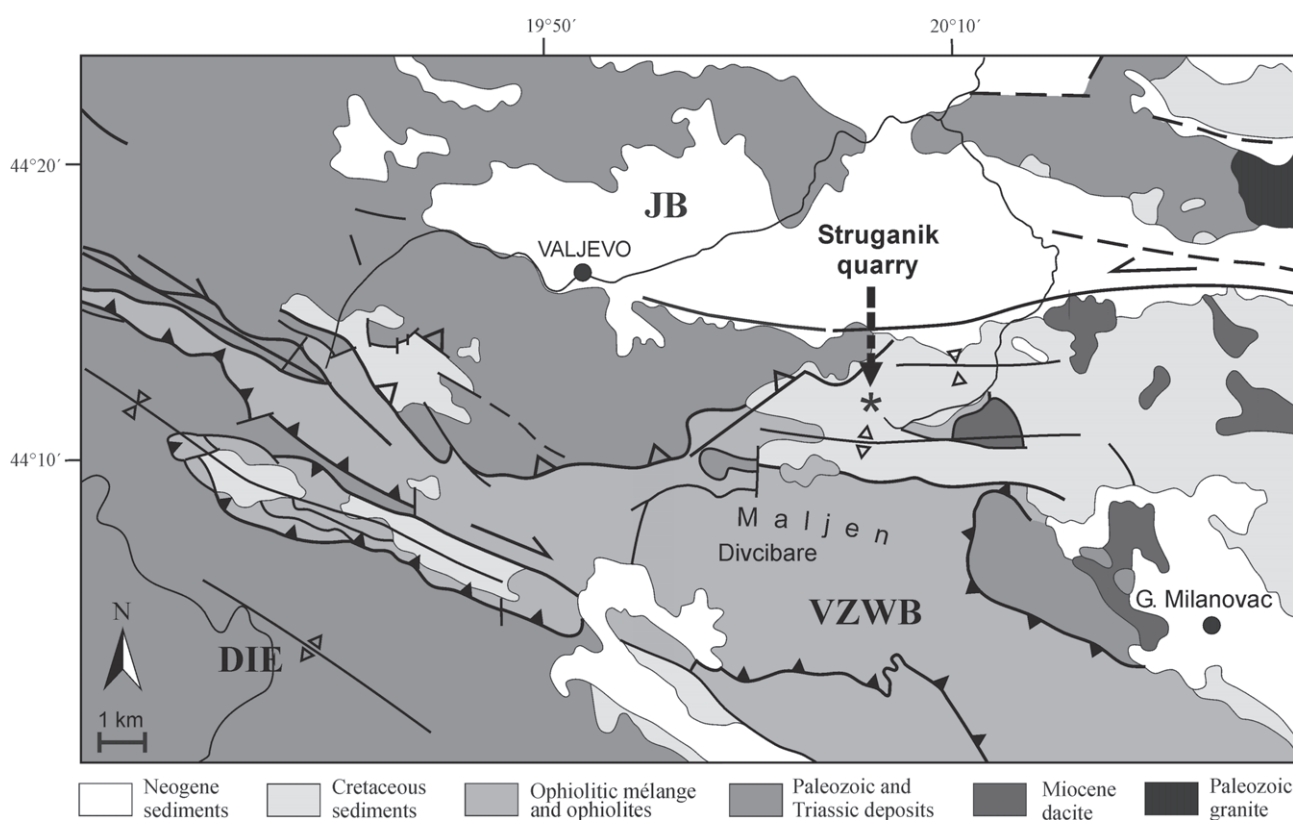 19°50´
20°10´
44°20´
JB
VALJEVO
Struganik
quarry
*
44°10´
Maljen
Divcibare
VZWB
G. Milanovac
N
DIE
1 km
Neogene
sediments
Cretaceous
sediments
Ophiolitic mélange
and ophiolites
Paleozoic and
Triassic deposits
Miocene
dacite
Paleozoic
granite